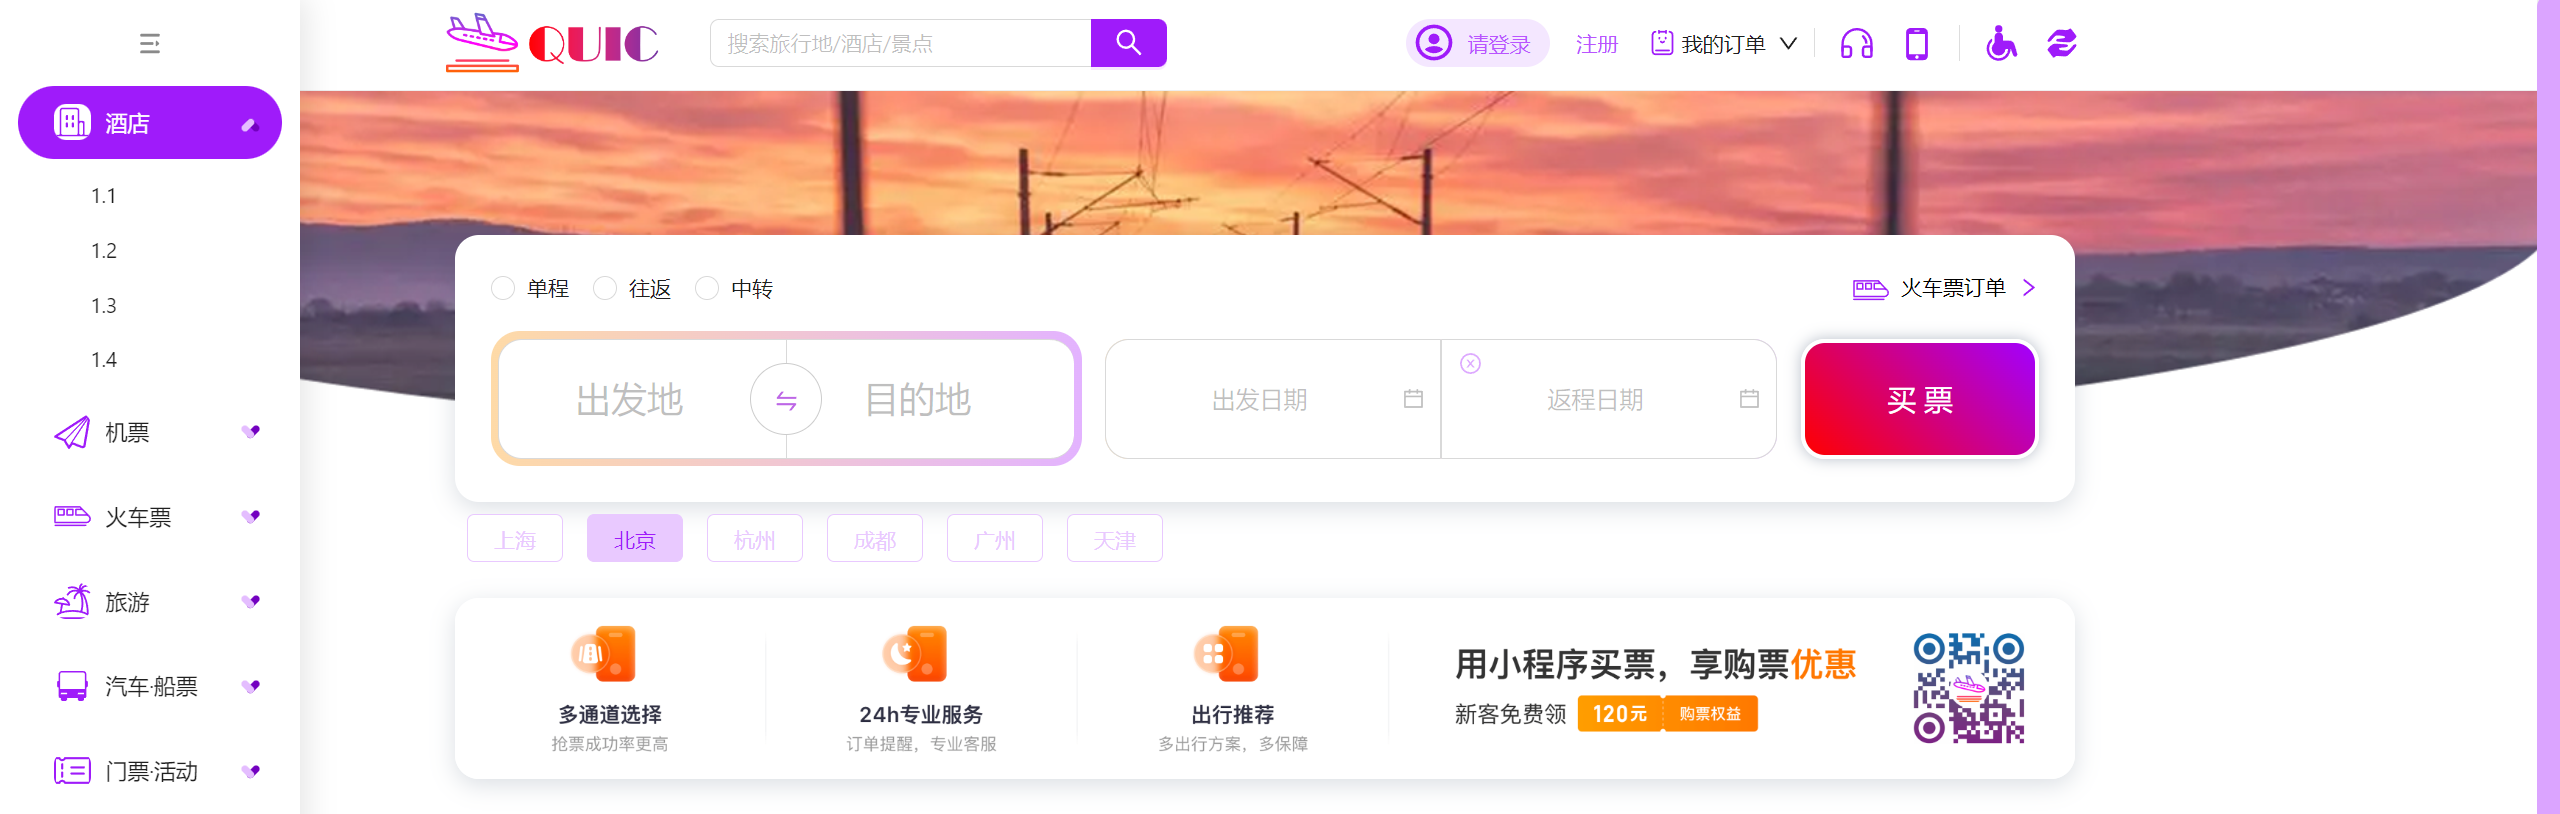 QUIC
搜索旅行地/酒店/景点
请登录
注册
我的订单
酒店
1.1
1.2
1.3
1.4
机票
火车票
旅游
汽车·船票
门票·活动
单程
往返
中转
火车票订单
出发地
目的地
出发日期
返程日期
买票
上海
北京
杭州
成都
广州
天津
多通道选择
抢票成功率更高
24h专业服务
订单提醒，专业客服
出行推荐
多出行方案，多保障
用小程序买票，享购票优惠
新客免费领 120元 购票权益